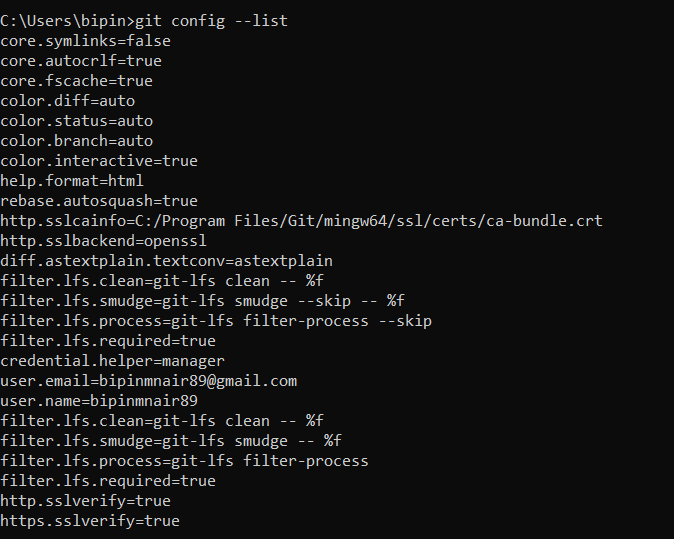 C:\Users\bipin>git config --list
core.symlinks=false
core.autocrlf=true
core.fscache=true
color.diff=auto
color.status=auto
color.branch=auto
color.interactive=true
help.format=html
rebase.autosquash=true
http.sslcainfo=C:/Program Files/Git/mingw64/ssl/certs/ca-bundle.crt
http.sslbackend=openssl
diff.astextplain.textconv=astextplain
filter.lfs.clean=git-lfs clean -- %f
filter.lfs.smudge=git-lfs smudge --skip -- %f
filter.lfs.process=git-lfs filter-process --skip
filter.lfs.required=true
credential.helper=manager
user.email=bipinmnair89@gmail.com
user.name=bipinmnair89
filter.lfs.clean=git-lfs clean -- %f
filter.lfs.smudge=git-lfs smudge -- %f
filter.lfs.process=git-lfs filter-process
filter.lfs.required=true
http.sslverify=true
https.sslverify=true